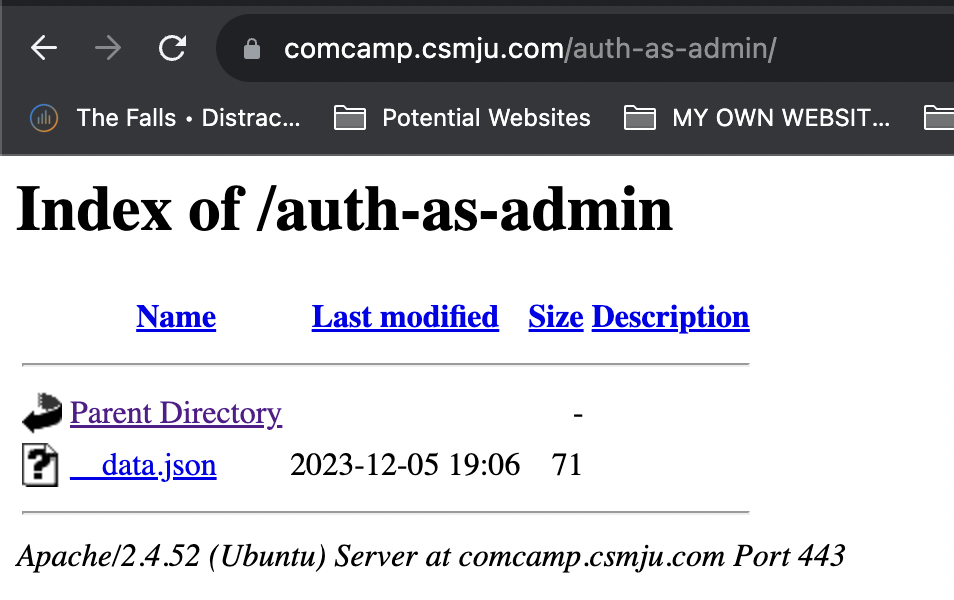 comcamp.csmju.com/auth-as-admin/
The Falls • Distrac... Potential Websites MY OWN WEBSIT...
Index of /auth-as-admin
Name Last modified Size Description
Parent Directory -
__data.json 2023-12-05 19:06 71
Apache/2.4.52 (Ubuntu) Server at comcamp.csmju.com Port 443